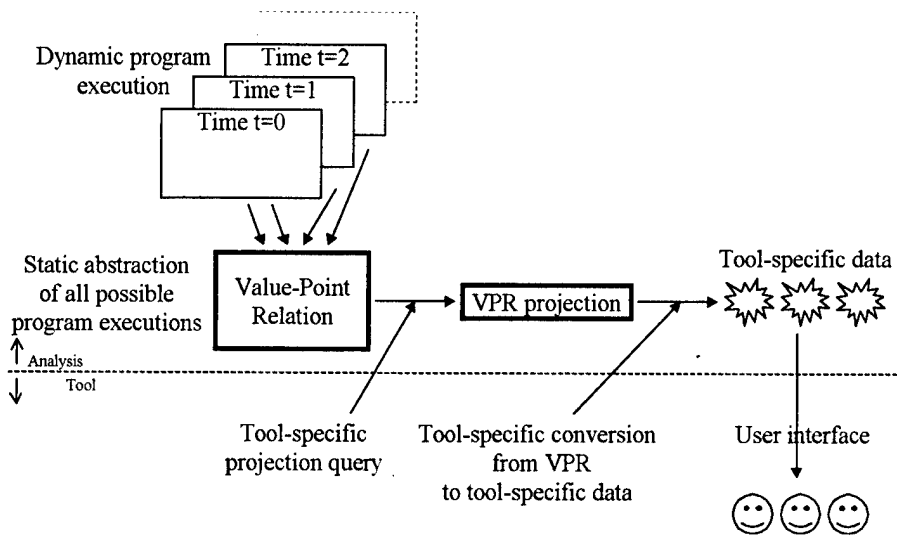 Dynamic program
execution
Time t=2
Time t=1
Time t=0
Static abstraction
of all possible
program executions
Value-Point
Relation
VPR projection
Tool-specific data
Analysis
Tool
Tool-specific
projection query
Tool-specific conversion
from VPR
to tool-specific data
User interface